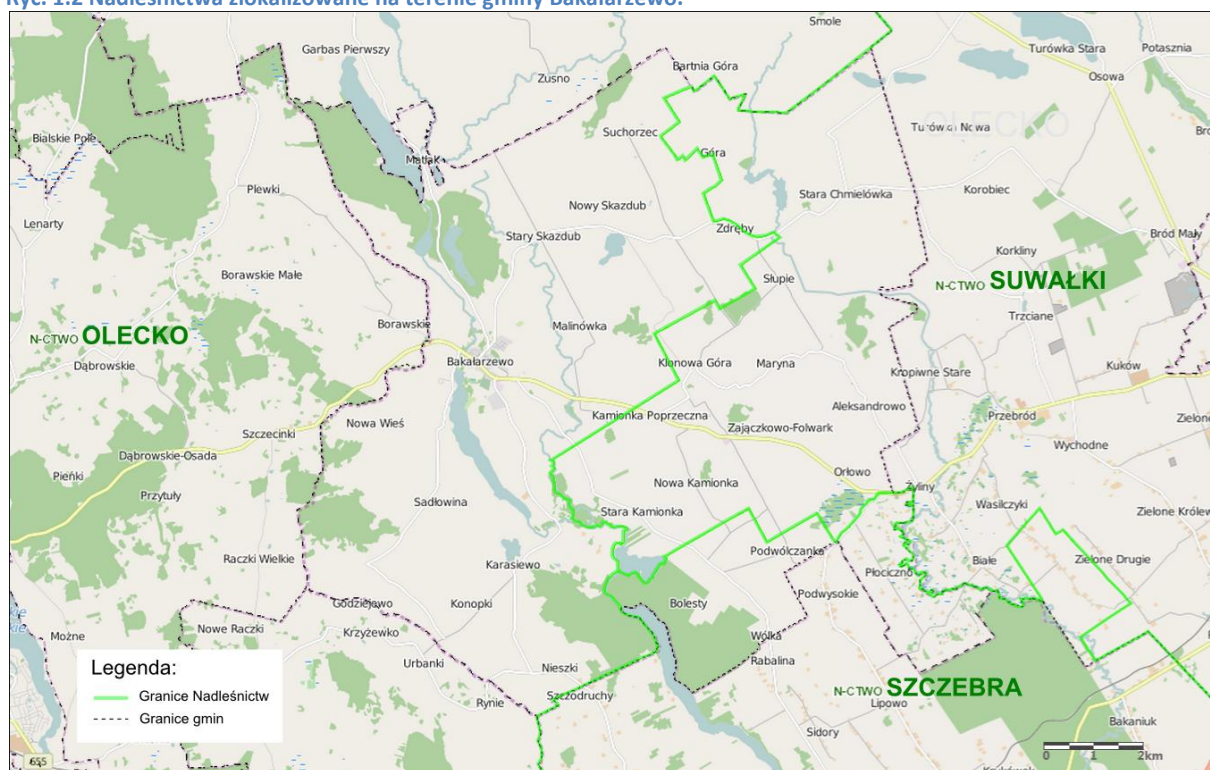 Ryc. 1.2 Nadleśnictwa zlokalizowane na terenie gminy Bakałarzewo.
Smole
Garbas Pierwszy
Turówka Stara
Potasznia
Bartnia Góra
Zusno
Osowa
OLECKO
Turówka Nowa
Suchorzec
Bialskie Pole
Góra
Matłak
Plewki
Stara Chmielówka
Korobiec
Nowy Skazdub
Lenarty
Zdręby
Bród Mały
Stary Skazdub
Korkliny
Borawskie Małe
Słupie
N-CTWO SUWAŁKI
Trzciane
Borawskie
Malinówka
N-CTWO OLECKO
Dąbrowskie
Bakałarzewo
Klonowa Góra
Maryna
Kropiwne Stare
Kuków
Aleksandrowo
Kamionka Poprzeczna
Przebród
Zielone
Nowa Wieś
Zajączkowo-Folwark
Szczecinki
Wychodne
Dąbrowskie-Osada
Pieńki
Orłowo
Nowa Kamionka
Żyliny
Przytuły
Sadłowina
Wasilczyki
Stara Kamionka
Zielone Królew
Podwólczanka
Raczki Wielkie
Karasiewo
Białe
Zielone Drugie
Płociczno
Podwysokie
Godziejewo
Konopki
Bolesty
Nowe Raczki
Możne
Krzyżewko
Wólka
Urbanki
Rabalina
Nieszki
Legenda:
Granice Nadleśnictw
Granice gmin
Szczodruchy
N-CTWO SZCZEBRA
Lipowo
Rynie
Bakaniuk
Sidory
655
0 1 2km